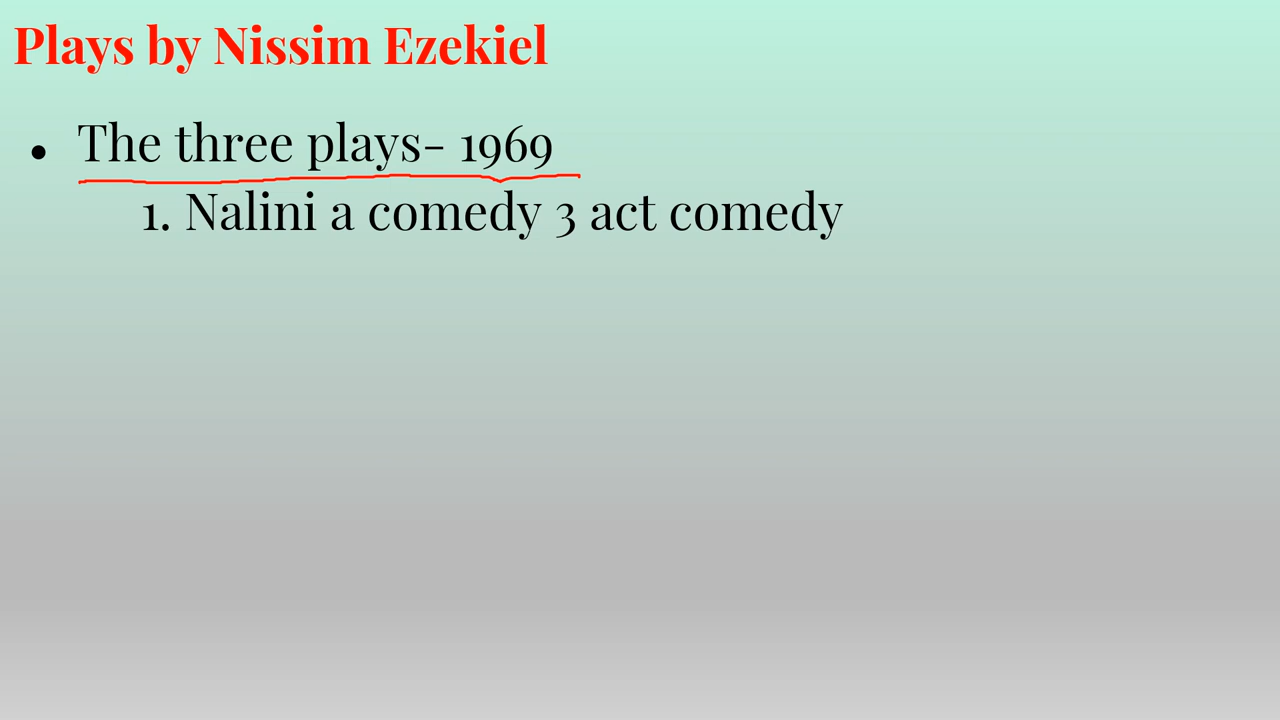 Plays by Nissim Ezekiel
• The three plays- 1969
1. Nalini a comedy 3 act comedy